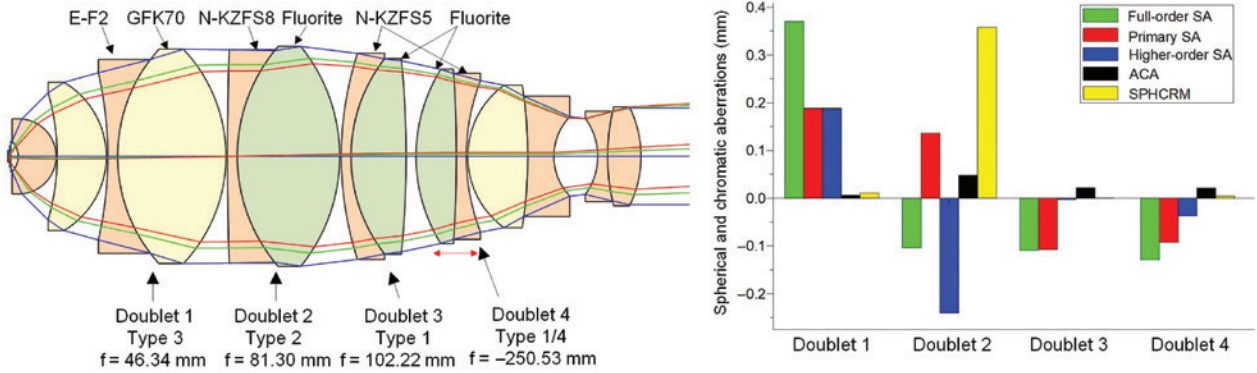 E-F2 GFK70 N-KZFS8 Fluorite N-KZFS5 Fluorite
Doublet 1
Type 3
f = 46.34 mm
Doublet 2
Type 2
f = 81.30 mm
Doublet 3
Type 1
f = 102.22 mm
Doublet 4
Type 1/4
f = −250.53 mm
Spherical and chromatic aberrations (mm)
0.4
0.3
0.2
0.1
0.0
−0.1
−0.2
Full-order SA
Primary SA
Higher-order SA
ACA
SPHCRM
Doublet 1 Doublet 2 Doublet 3 Doublet 4